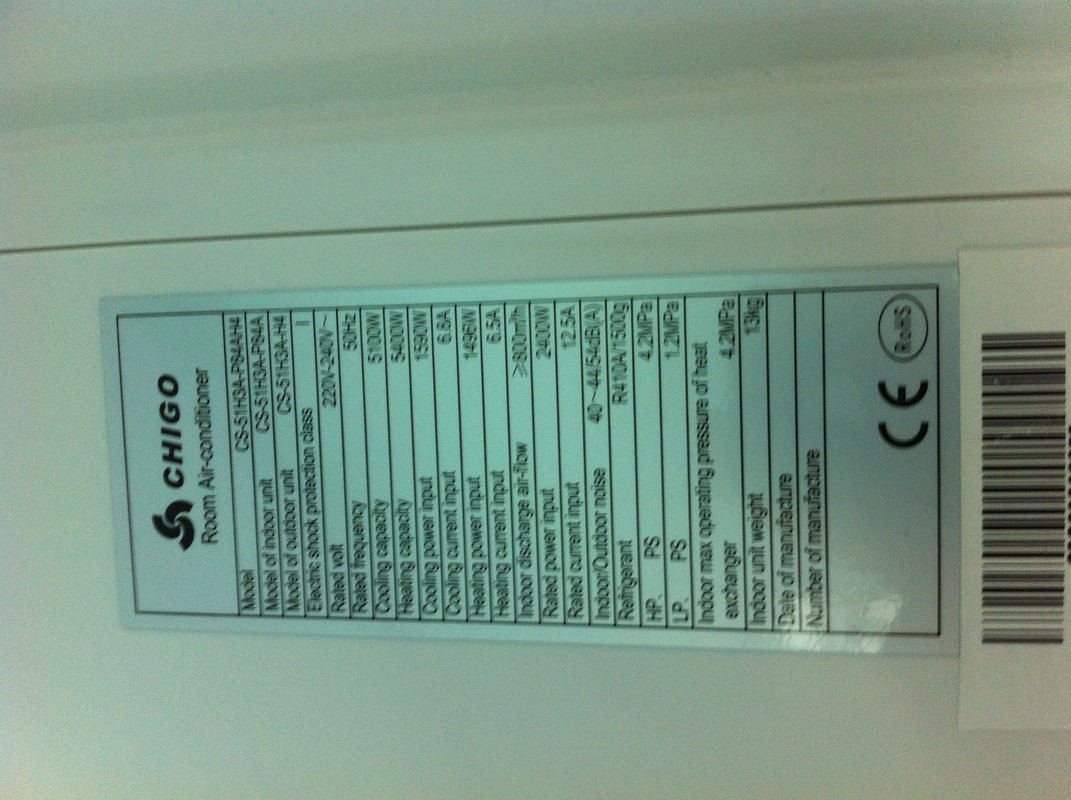 CHIGO
Room Air-conditioner
Model CS-51H3A-P84AH4
Model of indoor unit CS-51H3A-P84A
Model of outdoor unit CS-51H3A-H4
Electric shock protection class I
Rated volt 220V-240V~
Rated frequency 50Hz
Cooling capacity 5100W
Heating capacity 5400W
Cooling power input 1590W
Cooling current input 6.8A
Heating power input 1496W
Heating current input 6.5A
Indoor discharge air-flow ≥800m³/h
Rated power input 2400W
Rated current input 12.5A
Indoor/Outdoor noise 40~44/54dB(A)
Refrigerant R410A/1500g
HP、 PS 4.2MPa
LP、 PS 1.2MPa
Indoor max operating pressure of heat
exchanger 4.2MPa
Indoor unit weight 13kg
Date of manufacture
Number of manufacture
CE RoHS